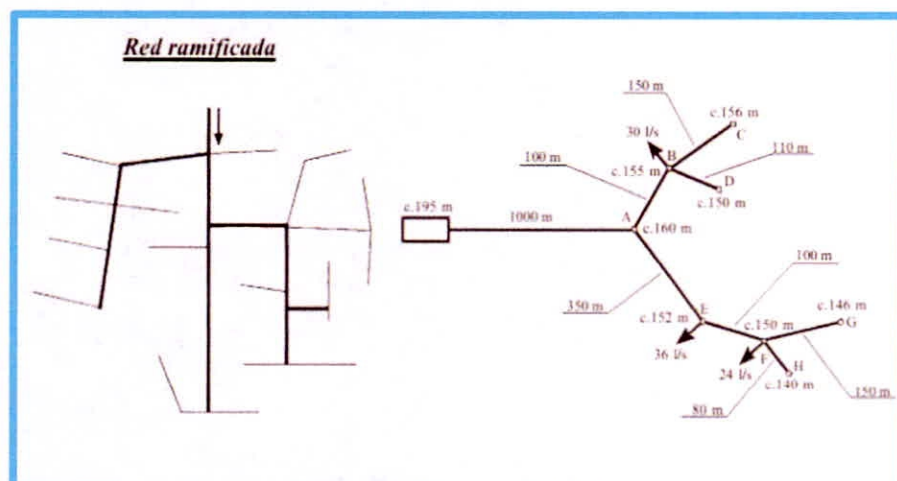 Red ramificada
150 m
c.156 m
C
30 l/s
B
110 m
100 m
c.155 m
D
c.150 m
c.195 m
1000 m
A
c.160 m
100 m
350 m
E
c.146 m
c.152 m
c.150 m
G
36 l/s
F
H
24 l/s
c.140 m
80 m
150 m